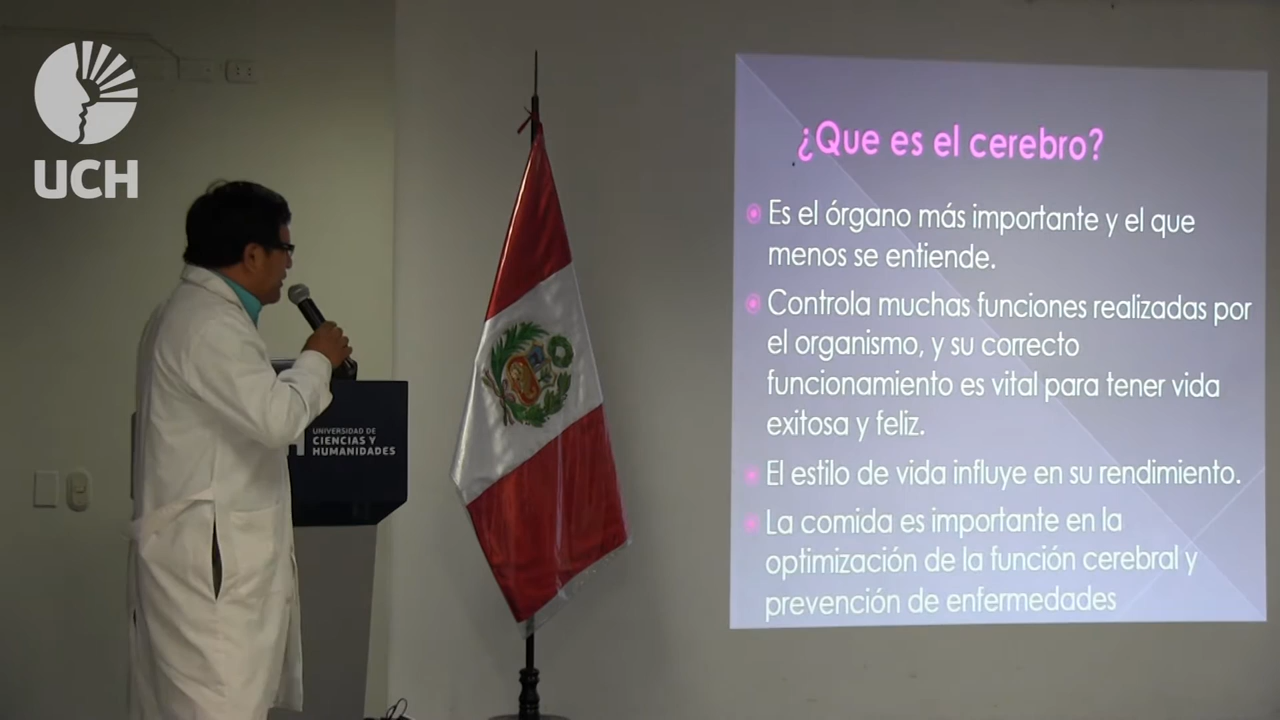 UCH
UNIVERSIDAD DE
CIENCIAS Y
HUMANIDADES
¿Que es el cerebro?
Es el órgano más importante y el que
menos se entiende.
Controla muchas funciones realizadas por
el organismo, y su correcto
funcionamiento es vital para tener vida
exitosa y feliz.
El estilo de vida influye en su rendimiento.
La comida es importante en la
optimización de la función cerebral y
prevención de enfermedades